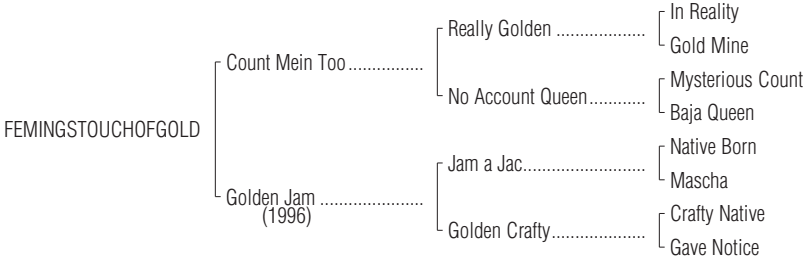 In Reality
Really Golden ....................
Gold Mine
Count Mein Too................
Mysterious Count
No Account Queen............
Baja Queen
FEMINGSTOUCHOFGOLD
Native Born
Jam a Jac..........................
Mascha
Golden Jam ......................
(1996)
Crafty Native
Golden Crafty....................
Gave Notice